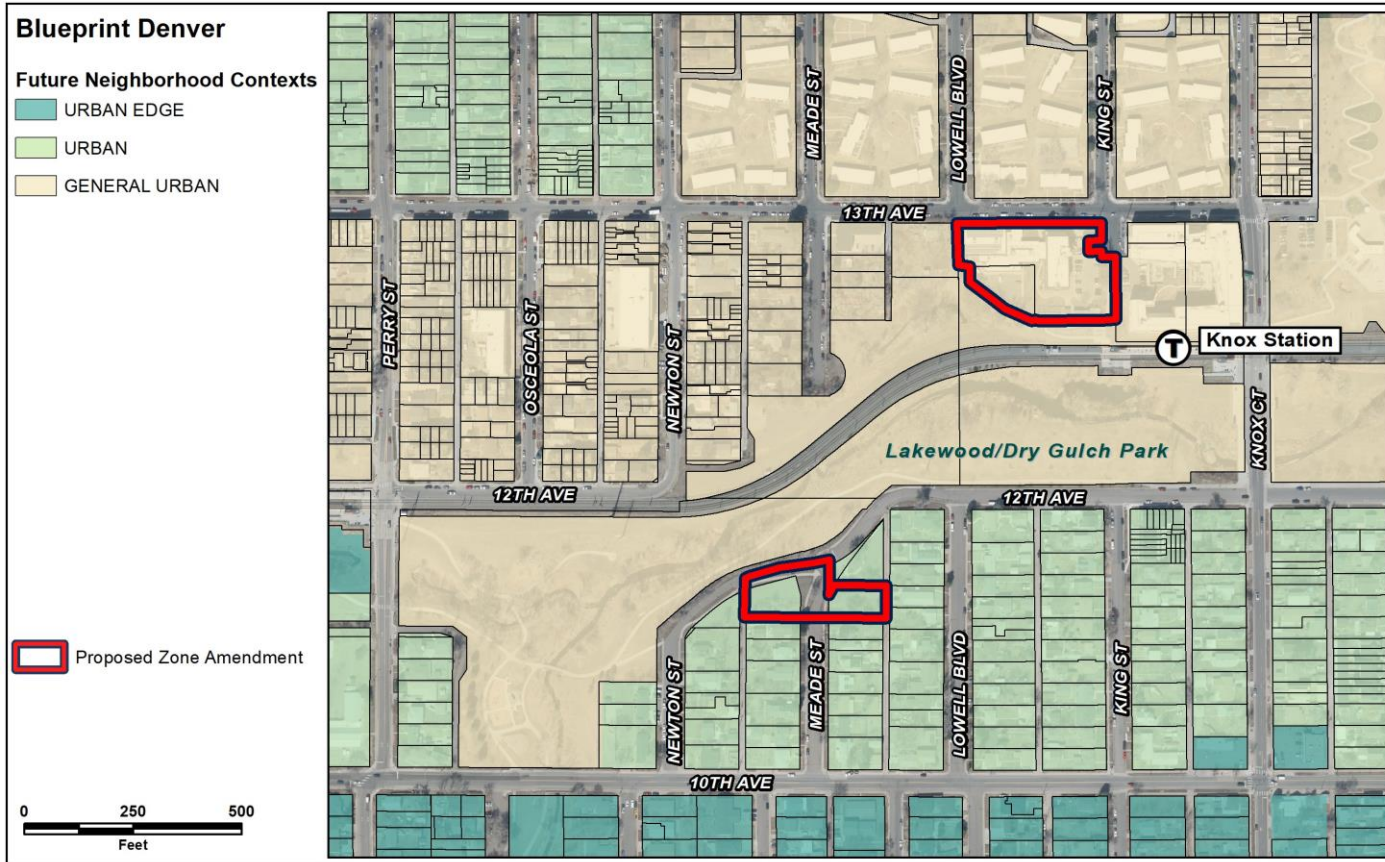 Blueprint Denver
Future Neighborhood Contexts
URBAN EDGE
URBAN
GENERAL URBAN
Proposed Zone Amendment
0 250 500
Feet
MEADE ST
LOWELL BLVD
KING ST
13TH AVE
PERRY ST
OSCEOLA ST
NEWTON ST
T Knox Station
KNOX CT
Lakewood/Dry Gulch Park
12TH AVE
12TH AVE
NEWTON ST
MEADE ST
LOWELL BLVD
KING ST
10TH AVE